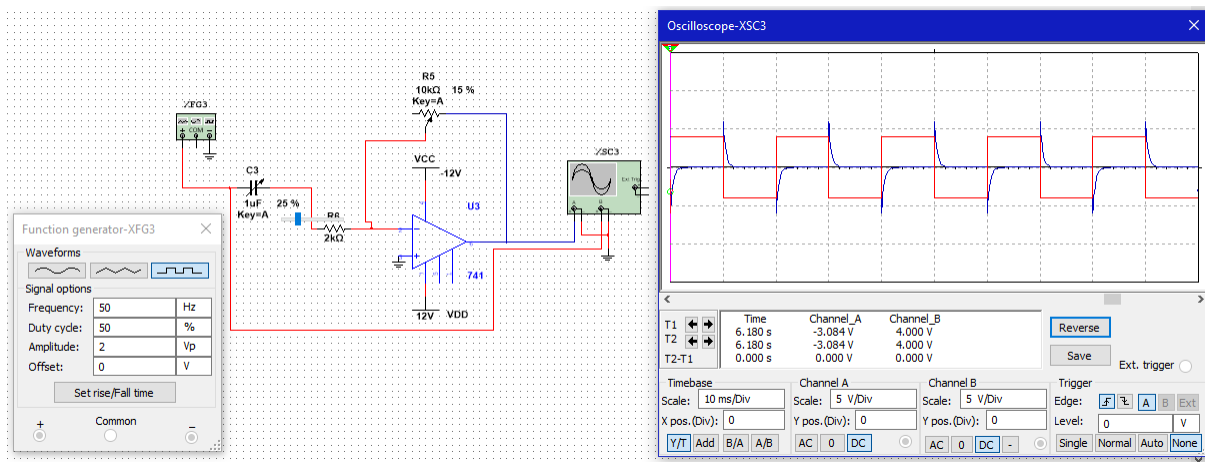 XFG3
COM
C3
1uF
Key=A
25 %
R6
2kΩ
R5
10kΩ
Key=A
15 %
VCC
-12V
U3
741
12V
VDD
XSC3
Ext Trig
A
B
Function generator-XFG3
Waveforms
Signal options
Frequency: 50 Hz
Duty cycle: 50 %
Amplitude: 2 Vp
Offset: 0 V
Set rise/Fall time
+ Common −
Oscilloscope-XSC3
Time Channel_A Channel_B
T1 6.180 s -3.084 V 4.000 V
T2 6.180 s -3.084 V 4.000 V
T2-T1 0.000 s 0.000 V 0.000 V
Reverse
Save
Ext. trigger
Timebase
Scale: 10 ms/Div
X pos.(Div): 0
Y/T Add B/A A/B
Channel A
Scale: 5 V/Div
Y pos.(Div): 0
AC 0 DC
Channel B
Scale: 5 V/Div
Y pos.(Div): 0
AC 0 DC -
Trigger
Edge: A B Ext
Level: 0 V
Single Normal Auto None